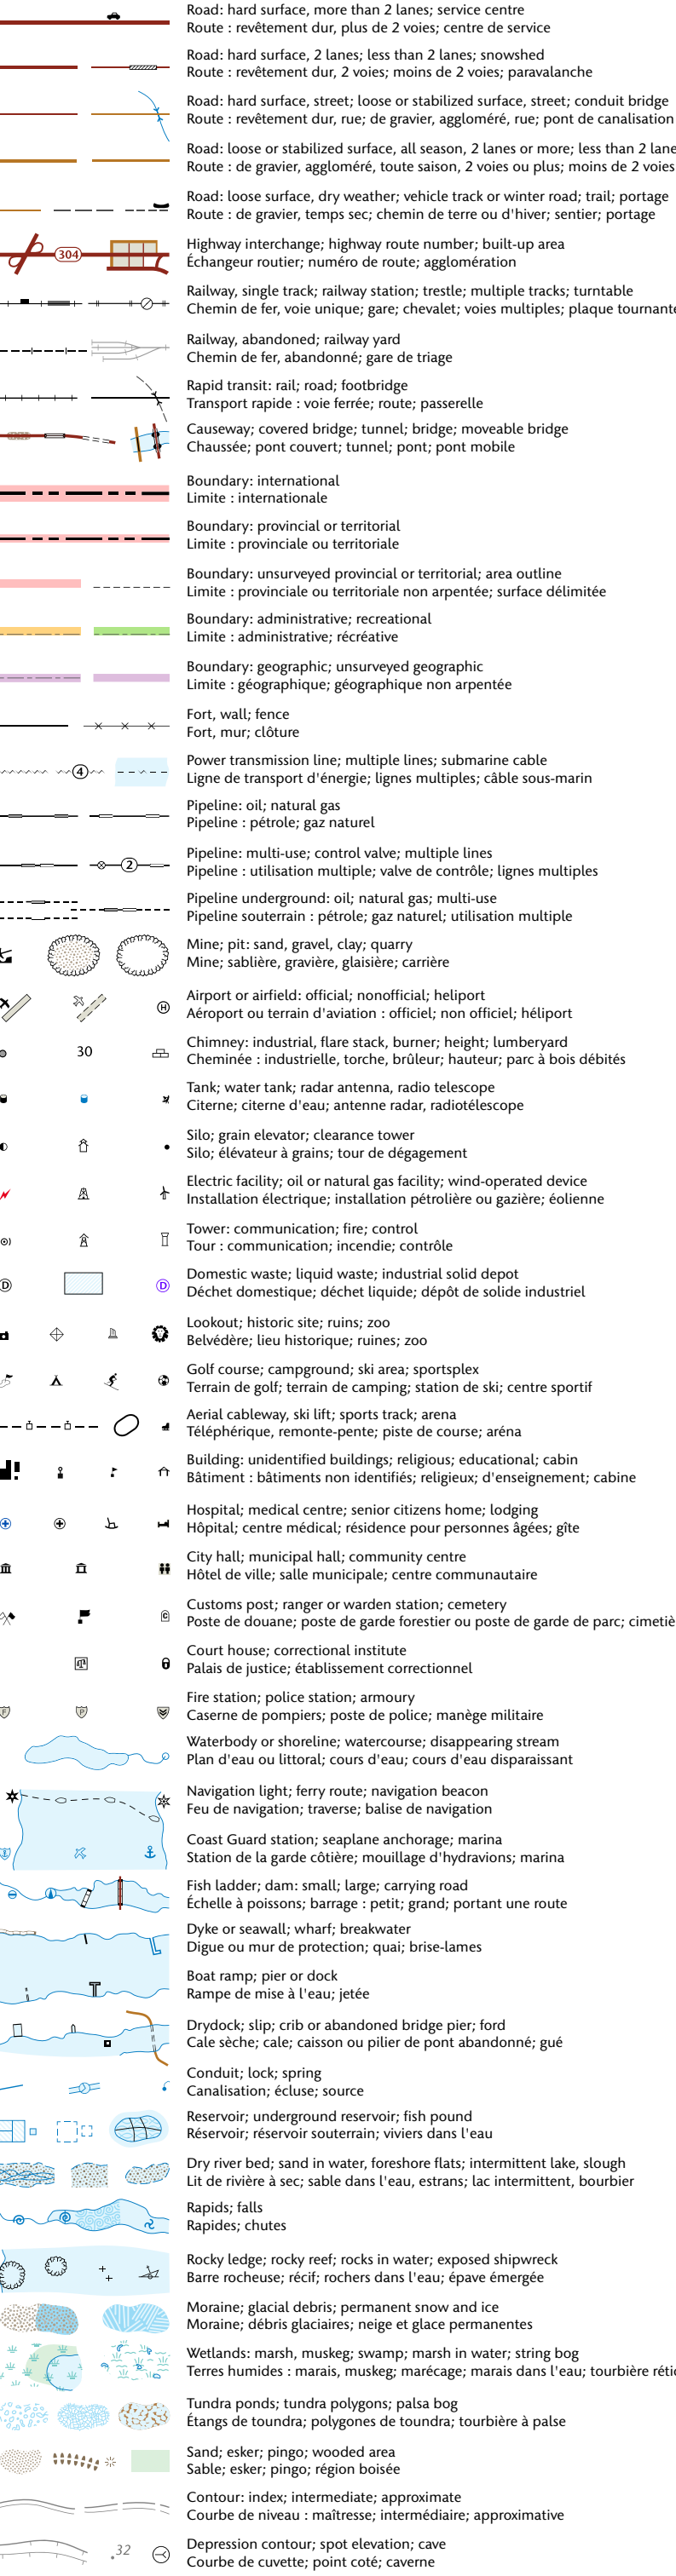 Road: hard surface, more than 2 lanes; service centre
Route : revêtement dur, plus de 2 voies; centre de service
Road: hard surface, 2 lanes; less than 2 lanes; snowshed
Route : revêtement dur, 2 voies; moins de 2 voies; paravalanche
Road: hard surface, street; loose or stabilized surface, street; conduit bridge
Route : revêtement dur, rue; de gravier, aggloméré, rue; pont de canalisation
Road: loose or stabilized surface, all season, 2 lanes or more; less than 2 lane
Route : de gravier, aggloméré, toute saison, 2 voies ou plus; moins de 2 voies
Road: loose surface, dry weather; vehicle track or winter road; trail; portage
Route : de gravier, temps sec; chemin de terre ou d'hiver; sentier; portage
304
Highway interchange; highway route number; built-up area
Échangeur routier; numéro de route; agglomération
Railway, single track; railway station; trestle; multiple tracks; turntable
Chemin de fer, voie unique; gare; chevalet; voies multiples; plaque tournante
Railway, abandoned; railway yard
Chemin de fer, abandonné; gare de triage
Rapid transit: rail; road; footbridge
Transport rapide : voie ferrée; route; passerelle
Causeway; covered bridge; tunnel; bridge; moveable bridge
Chaussée; pont couvert; tunnel; pont; pont mobile
Boundary: international
Limite : internationale
Boundary: provincial or territorial
Limite : provinciale ou territoriale
Boundary: unsurveyed provincial or territorial; area outline
Limite : provinciale ou territoriale non arpentée; surface délimitée
Boundary: administrative; recreational
Limite : administrative; récréative
Boundary: geographic; unsurveyed geographic
Limite : géographique; géographique non arpentée
Fort, wall; fence
Fort, mur; clôture
4
Power transmission line; multiple lines; submarine cable
Ligne de transport d'énergie; lignes multiples; câble sous-marin
Pipeline: oil; natural gas
Pipeline : pétrole; gaz naturel
2
Pipeline: multi-use; control valve; multiple lines
Pipeline : utilisation multiple; valve de contrôle; lignes multiples
Pipeline underground: oil; natural gas; multi-use
Pipeline souterrain : pétrole; gaz naturel; utilisation multiple
Mine; pit: sand, gravel, clay; quarry
Mine; sablière, gravière, glaisière; carrière
H
Airport or airfield: official; nonofficial; heliport
Aéroport ou terrain d'aviation : officiel; non officiel; héliport
30
Chimney: industrial, flare stack, burner; height; lumberyard
Cheminée : industrielle, torche, brûleur; hauteur; parc à bois débités
Tank; water tank; radar antenna, radio telescope
Citerne; citerne d'eau; antenne radar, radiotélescope
Silo; grain elevator; clearance tower
Silo; élévateur à grains; tour de dégagement
Electric facility; oil or natural gas facility; wind-operated device
Installation électrique; installation pétrolière ou gazière; éolienne
Tower: communication; fire; control
Tour : communication; incendie; contrôle
D D
Domestic waste; liquid waste; industrial solid depot
Déchet domestique; déchet liquide; dépôt de solide industriel
Lookout; historic site; ruins; zoo
Belvédère; lieu historique; ruines; zoo
Golf course; campground; ski area; sportsplex
Terrain de golf; terrain de camping; station de ski; centre sportif
Aerial cableway, ski lift; sports track; arena
Téléphérique, remonte-pente; piste de course; aréna
Building: unidentified buildings; religious; educational; cabin
Bâtiment : bâtiments non identifiés; religieux; d'enseignement; cabine
Hospital; medical centre; senior citizens home; lodging
Hôpital; centre médical; résidence pour personnes âgées; gîte
City hall; municipal hall; community centre
Hôtel de ville; salle municipale; centre communautaire
C
Customs post; ranger or warden station; cemetery
Poste de douane; poste de garde forestier ou poste de garde de parc; cimetiè
Court house; correctional institute
Palais de justice; établissement correctionnel
F P
Fire station; police station; armoury
Caserne de pompiers; poste de police; manège militaire
Waterbody or shoreline; watercourse; disappearing stream
Plan d'eau ou littoral; cours d'eau; cours d'eau disparaissant
Navigation light; ferry route; navigation beacon
Feu de navigation; traverse; balise de navigation
Coast Guard station; seaplane anchorage; marina
Station de la garde côtière; mouillage d'hydravions; marina
Fish ladder; dam: small; large; carrying road
Échelle à poissons; barrage : petit; grand; portant une route
Dyke or seawall; wharf; breakwater
Digue ou mur de protection; quai; brise-lames
Boat ramp; pier or dock
Rampe de mise à l'eau; jetée
Drydock; slip; crib or abandoned bridge pier; ford
Cale sèche; cale; caisson ou pilier de pont abandonné; gué
Conduit; lock; spring
Canalisation; écluse; source
Reservoir; underground reservoir; fish pound
Réservoir; réservoir souterrain; viviers dans l'eau
Dry river bed; sand in water, foreshore flats; intermittent lake, slough
Lit de rivière à sec; sable dans l'eau, estrans; lac intermittent, bourbier
Rapids; falls
Rapides; chutes
Rocky ledge; rocky reef; rocks in water; exposed shipwreck
Barre rocheuse; récif; rochers dans l'eau; épave émergée
Moraine; glacial debris; permanent snow and ice
Moraine; débris glaciaires; neige et glace permanentes
Wetlands: marsh, muskeg; swamp; marsh in water; string bog
Terres humides : marais, muskeg; marécage; marais dans l'eau; tourbière rétic
Tundra ponds; tundra polygons; palsa bog
Étangs de toundra; polygones de toundra; tourbière à palse
Sand; esker; pingo; wooded area
Sable; esker; pingo; région boisée
Contour: index; intermediate; approximate
Courbe de niveau : maîtresse; intermédiaire; approximative
.32
Depression contour; spot elevation; cave
Courbe de cuvette; point coté; caverne